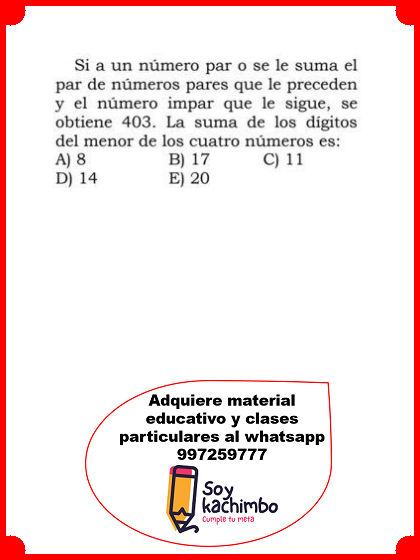 Si a un número par o se le suma el
par de números pares que le preceden
y el número impar que le sigue, se
obtiene 403. La suma de los dígitos
del menor de los cuatro números es:
A) 8 B) 17 C) 11
D) 14 E) 20
Adquiere material
educativo y clases
particulares al whatsapp
997259777
Soy
kachimbo
Cumple tu meta